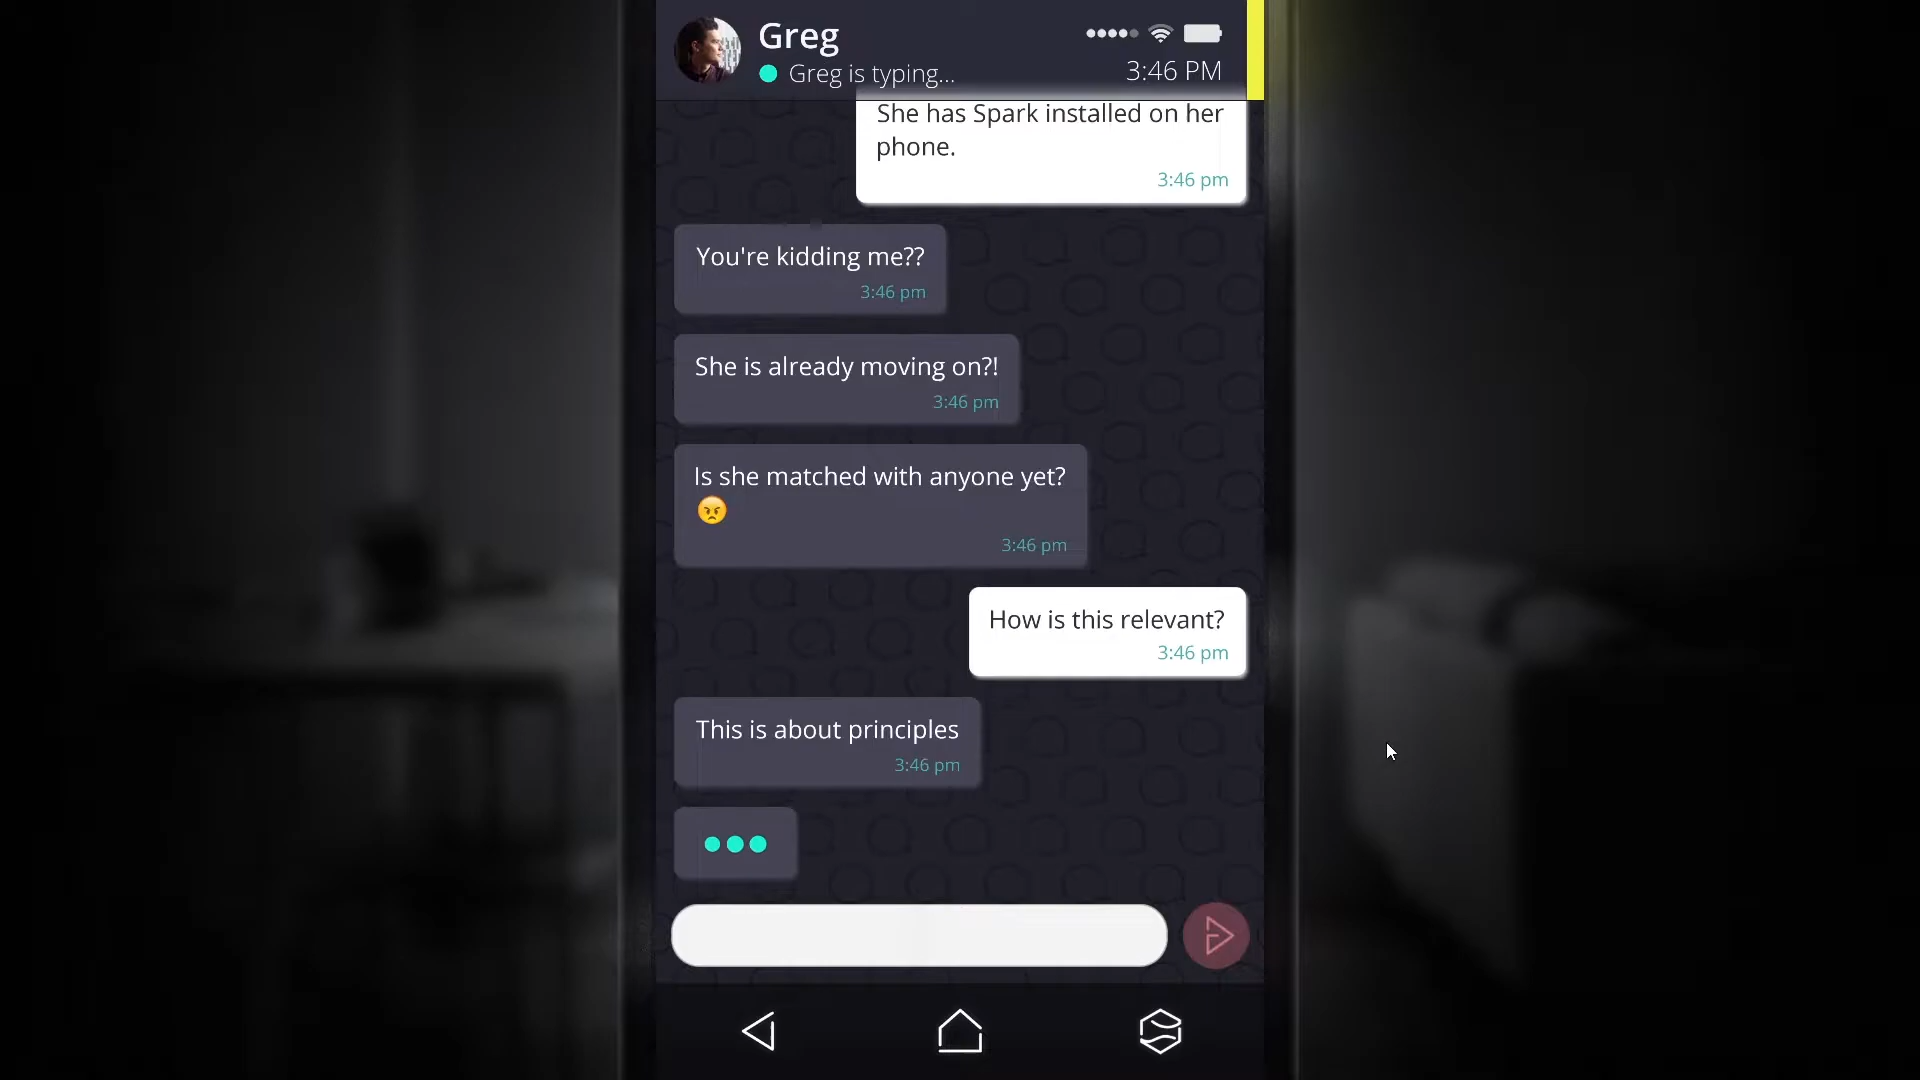 Greg
Greg is typing...
3:46 PM
She has Spark installed on her
phone.
3:46 pm
You're kidding me??
3:46 pm
She is already moving on?!
3:46 pm
Is she matched with anyone yet?
😠
3:46 pm
How is this relevant?
3:46 pm
This is about principles
3:46 pm